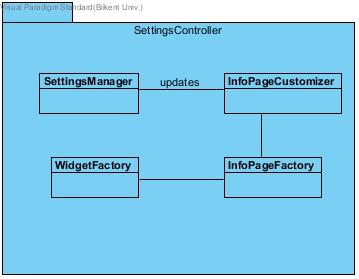 Visual Paradigm Standard(Bilkent Univ.)
SettingsController
SettingsManager
updates
InfoPageCustomizer
WidgetFactory
InfoPageFactory